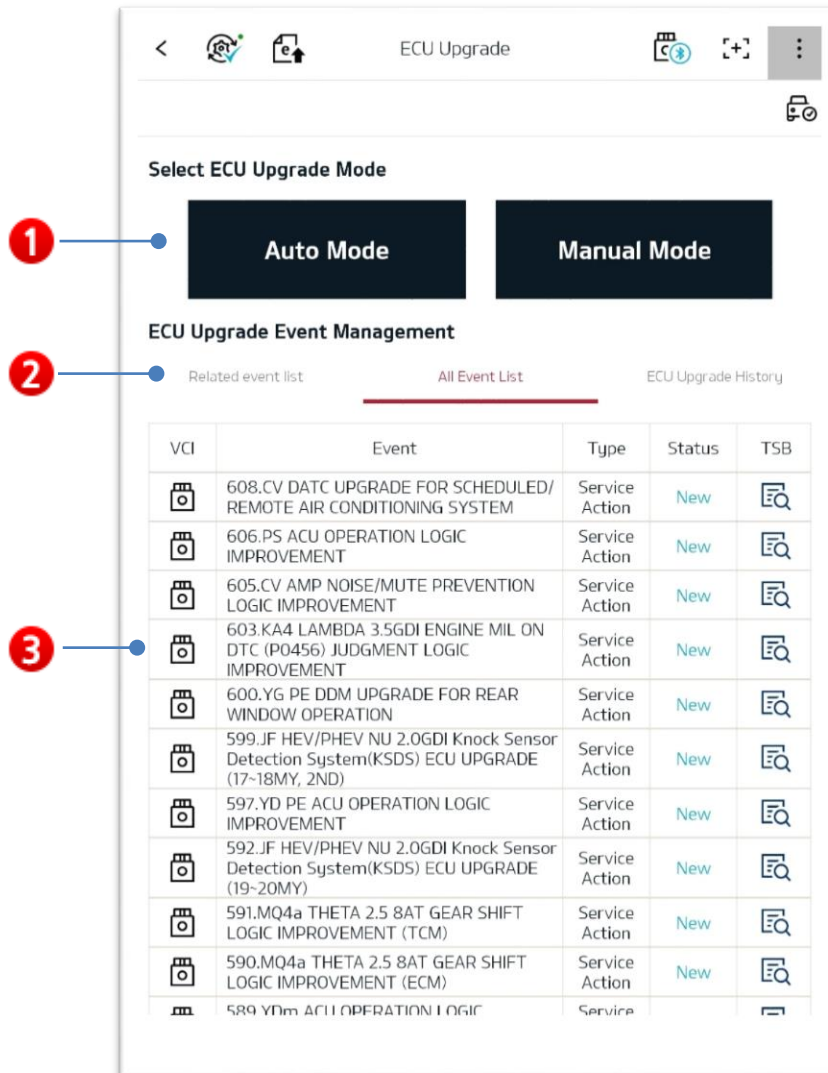 ECU Upgrade
Select ECU Upgrade Mode
1
Auto Mode
Manual Mode
ECU Upgrade Event Management
2
Related event list
All Event List
ECU Upgrade History
VCI
Event
Type
Status
TSB
608.CV DATC UPGRADE FOR SCHEDULED/
REMOTE AIR CONDITIONING SYSTEM
Service
Action
New
606.PS ACU OPERATION LOGIC
IMPROVEMENT
Service
Action
New
605.CV AMP NOISE/MUTE PREVENTION
LOGIC IMPROVEMENT
Service
Action
New
3
603.KA4 LAMBDA 3.5GDI ENGINE MIL ON
DTC (P0456) JUDGMENT LOGIC
IMPROVEMENT
Service
Action
New
600.YG PE DDM UPGRADE FOR REAR
WINDOW OPERATION
Service
Action
New
599.JF HEV/PHEV NU 2.0GDI Knock Sensor
Detection System(KSDS) ECU UPGRADE
(17~18MY, 2ND)
Service
Action
New
597.YD PE ACU OPERATION LOGIC
IMPROVEMENT
Service
Action
New
592.JF HEV/PHEV NU 2.0GDI Knock Sensor
Detection System(KSDS) ECU UPGRADE
(19~20MY)
Service
Action
New
591.MQ4a THETA 2.5 8AT GEAR SHIFT
LOGIC IMPROVEMENT (TCM)
Service
Action
New
590.MQ4a THETA 2.5 8AT GEAR SHIFT
LOGIC IMPROVEMENT (ECM)
Service
Action
New
589.YDm ACU OPERATION LOGIC
Service